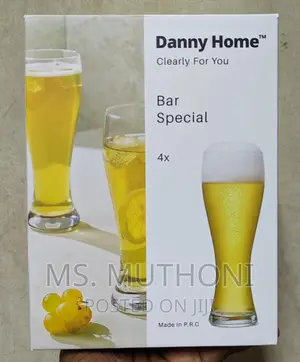 Danny Home™
Clearly For You
Bar
Special
4x
MS. MUTHONI
POSTED ON JIJI
Made In P.R.C